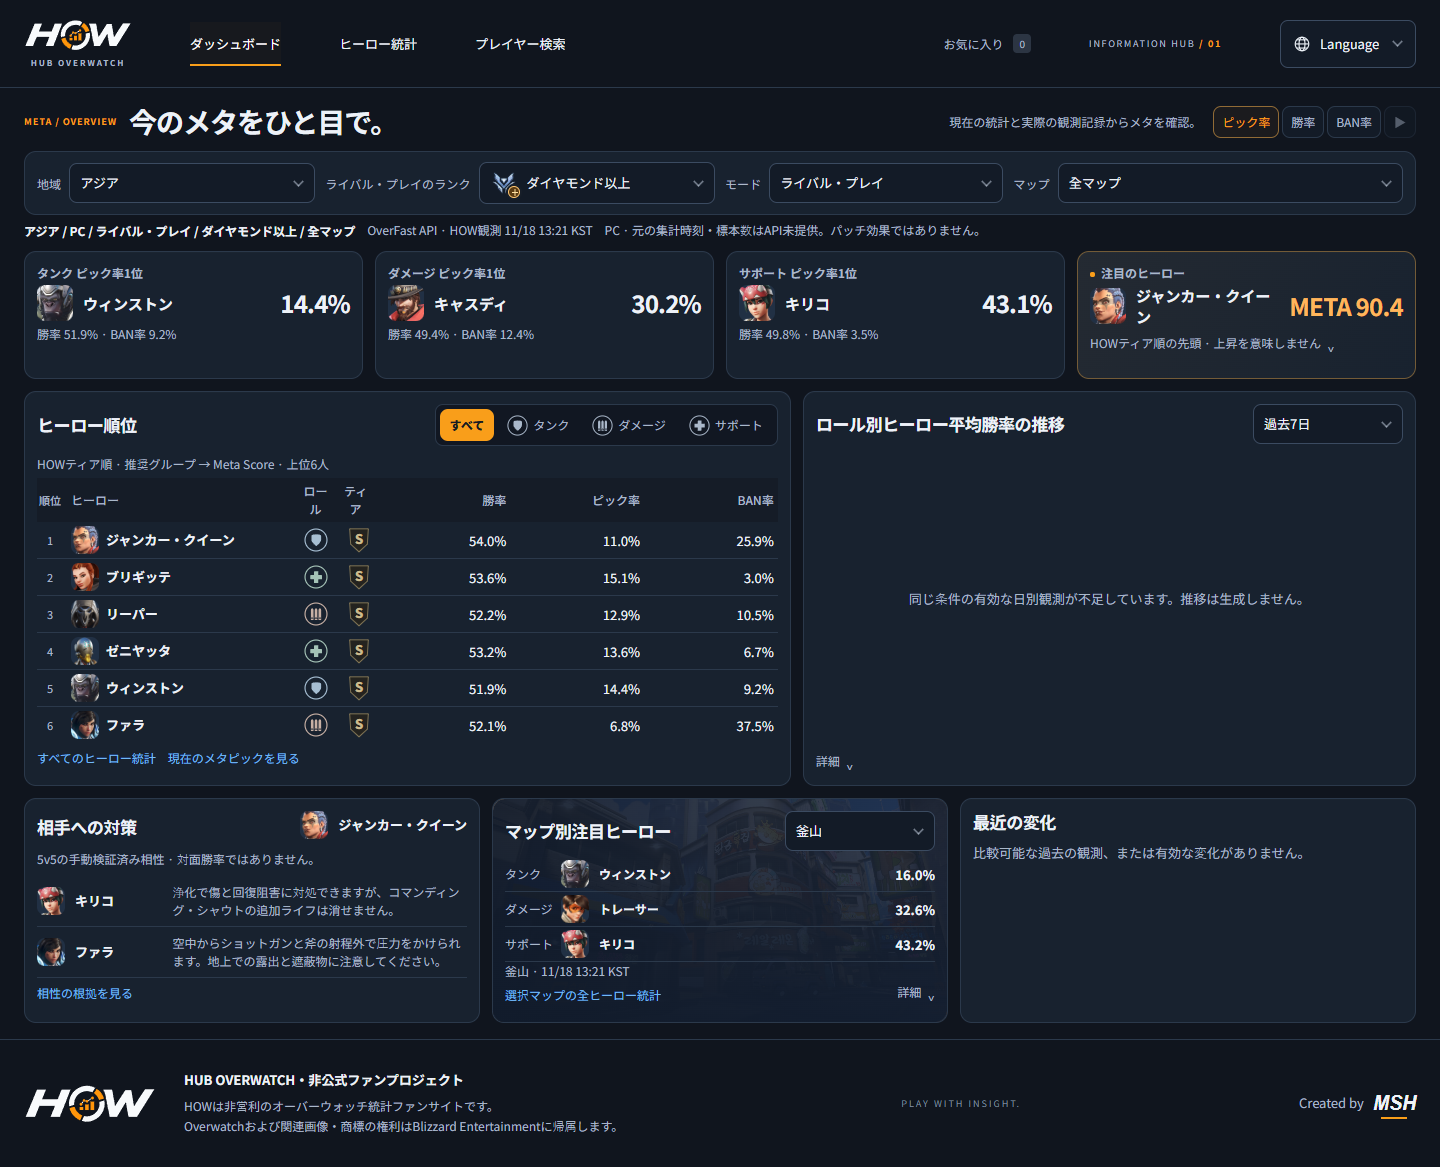 HOW
HUB OVERWATCH
ダッシュボード
ヒーロー統計
プレイヤー検索
お気に入り 0
INFORMATION HUB / 01
Language
META / OVERVIEW
今のメタをひと目で。
現在の統計と実際の観測記録からメタを確認。
ピック率
勝率
BAN率
地域
アジア
ライバル・プレイのランク
ダイヤモンド以上
モード
ライバル・プレイ
マップ
全マップ
アジア / PC / ライバル・プレイ / ダイヤモンド以上 / 全マップ
OverFast API · HOW観測 11/18 13:21 KST
PC · 元の集計時刻・標本数はAPI未提供。パッチ効果ではありません。
タンク ピック率1位
ウィンストン
14.4%
勝率 51.9% · BAN率 9.2%
ダメージ ピック率1位
キャスディ
30.2%
勝率 49.4% · BAN率 12.4%
サポート ピック率1位
キリコ
43.1%
勝率 49.8% · BAN率 3.5%
注目のヒーロー
ジャンカー・クイー
ン
META 90.4
HOWティア順の先頭 · 上昇を意味しません
ヒーロー順位
すべて
タンク
ダメージ
サポート
HOWティア順 · 推奨グループ → Meta Score · 上位6人
順位 ヒーロー ロー
ル ティ
ア 勝率 ピック率 BAN率
1 ジャンカー・クイーン S 54.0% 11.0% 25.9%
2 ブリギッテ S 53.6% 15.1% 3.0%
3 リーパー S 52.2% 12.9% 10.5%
4 ゼニヤッタ S 53.2% 13.6% 6.7%
5 ウィンストン S 51.9% 14.4% 9.2%
6 ファラ S 52.1% 6.8% 37.5%
すべてのヒーロー統計
現在のメタピックを見る
ロール別ヒーロー平均勝率の推移
過去7日
同じ条件の有効な日別観測が不足しています。推移は生成しません。
詳細
相手への対策
ジャンカー・クイーン
5v5の手動検証済み相性 · 対面勝率ではありません。
キリコ
浄化で傷と回復阻害に対処できますが、コマンディン
グ・シャウトの追加ライフは消せません。
ファラ
空中からショットガンと斧の射程外で圧力をかけられ
ます。地上での露出と遮蔽物に注意してください。
相性の根拠を見る
マップ別注目ヒーロー
釜山
タンク ウィンストン 16.0%
ダメージ トレーサー 32.6%
サポート キリコ 43.2%
釜山 · 11/18 13:21 KST
選択マップの全ヒーロー統計
詳細
最近の変化
比較可能な過去の観測、または有効な変化がありません。
HOW
HUB OVERWATCH・非公式ファンプロジェクト
HOWは非営利のオーバーウォッチ統計ファンサイトです。
Overwatchおよび関連画像・商標の権利はBlizzard Entertainmentに帰属します。
PLAY WITH INSIGHT.
Created by MSH